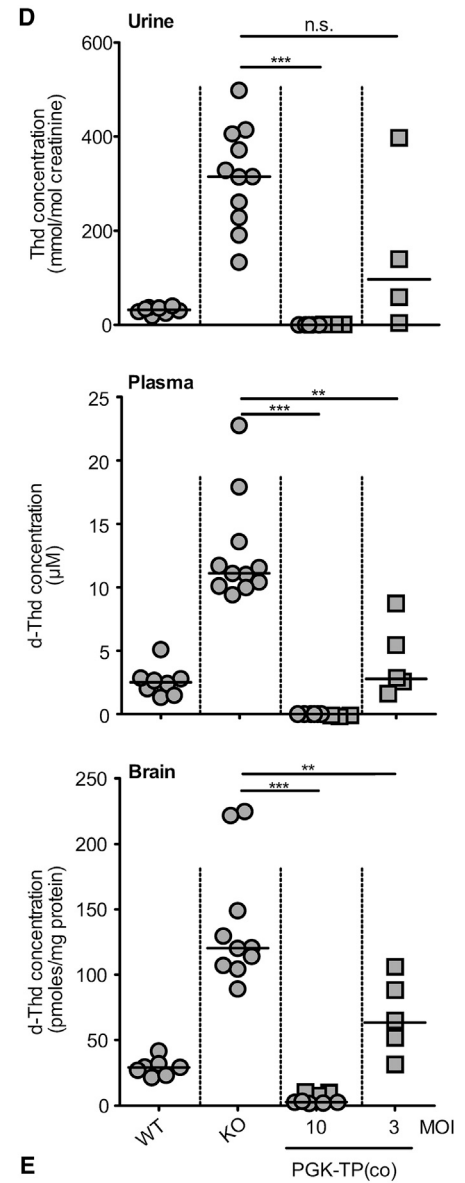 D
Urine
n.s.
***
Thd concentration
(mmol/mol creatinine)
600
400
200
0
Plasma
**
***
d-Thd concentration
(µM)
25
20
15
10
5
0
Brain
**
***
d-Thd concentration
(pmoles/mg protein)
250
200
150
100
50
0
WT KO 10 3 MOI
PGK-TP(co)
E